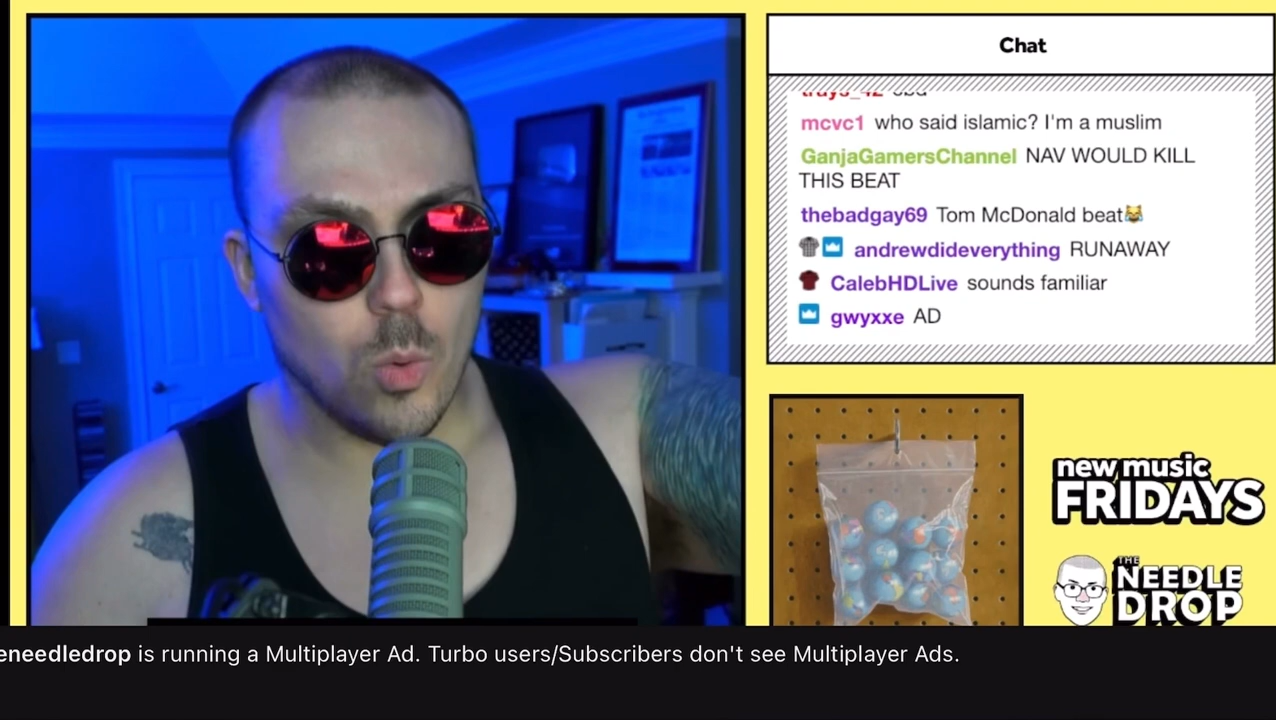 Chat
mcvc1 who said islamic? I'm a muslim
GanjaGamersChannel NAV WOULD KILL
THIS BEAT
thebadgay69 Tom McDonald beat😹
andrewdideverything RUNAWAY
CalebHDLive sounds familiar
gwyxxe AD
new music
FRIDAYS
THE
NEEDLE
DROP
eneedledrop is running a Multiplayer Ad. Turbo users/Subscribers don't see Multiplayer Ads.